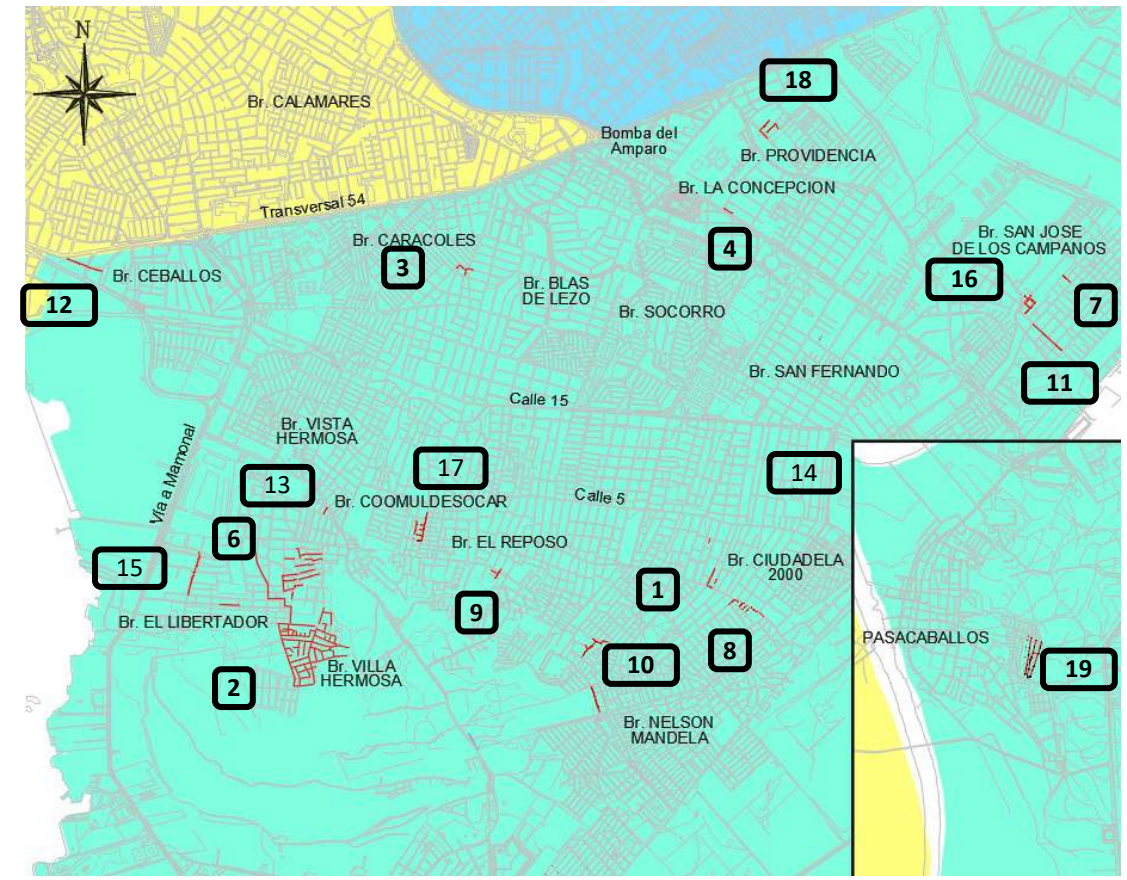 N
18
Br. CALAMARES
Bomba del
Amparo
Br. PROVIDENCIA
Br. LA CONCEPCION
Transversal 54
Br. CARACOLES
3
4
Br. SAN JOSE
DE LOS CAMPANOS
Br. CEBALLOS
12
Br. BLAS
DE LEZO
Br. SOCORRO
16
7
Br. SAN FERNANDO
11
Calle 15
Br. VISTA
HERMOSA
Vía a Mamonal
13
17
14
Br. COOMULDESOCAR
Calle 5
6
Br. EL REPOSO
15
Br. CIUDADELA
2000
1
9
Br. EL LIBERTADOR
8
PASACABALLOS
Br. VILLA
HERMOSA
2
10
19
Br. NELSON
MANDELA